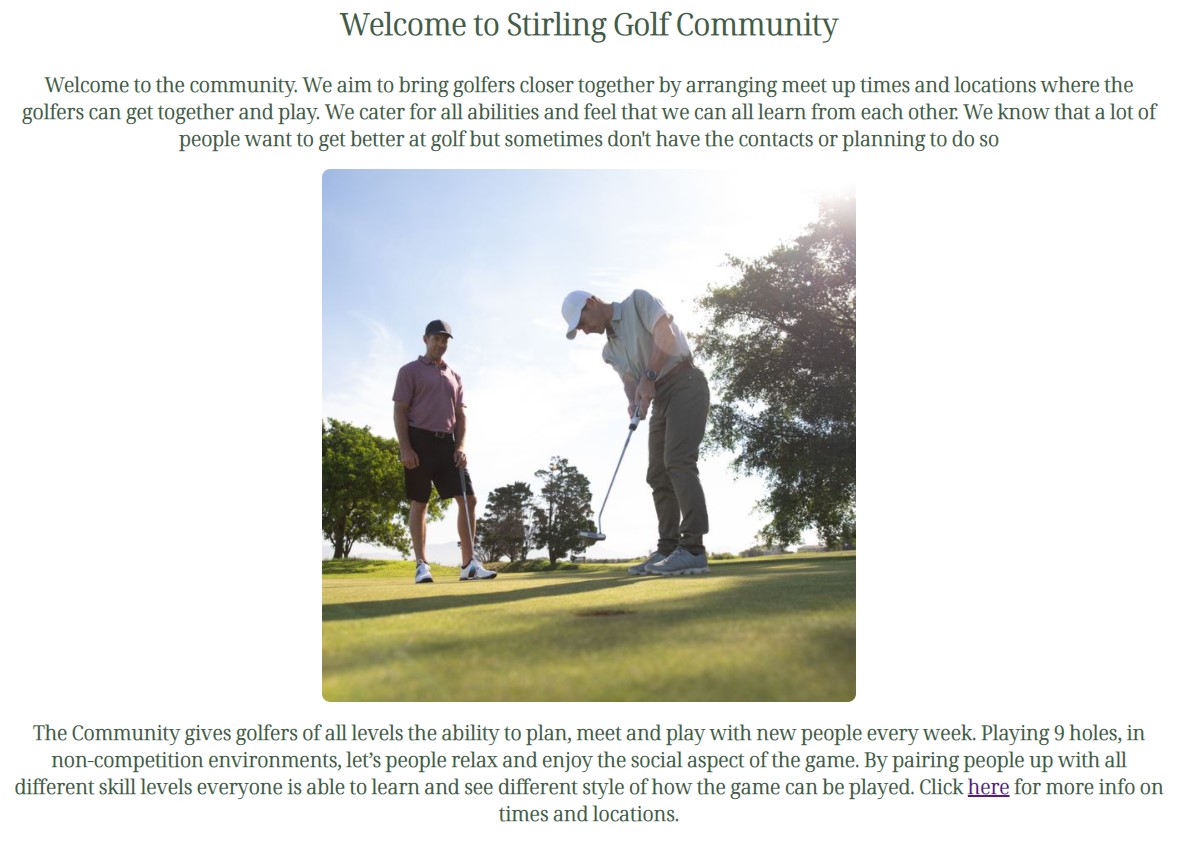 Welcome to Stirling Golf Community
Welcome to the community. We aim to bring golfers closer together by arranging meet up times and locations where the
golfers can get together and play. We cater for all abilities and feel that we can all learn from each other. We know that a lot of
people want to get better at golf but sometimes don't have the contacts or planning to do so
The Community gives golfers of all levels the ability to plan, meet and play with new people every week. Playing 9 holes, in
non-competition environments, let’s people relax and enjoy the social aspect of the game. By pairing people up with all
different skill levels everyone is able to learn and see different style of how the game can be played. Click here for more info on
times and locations.